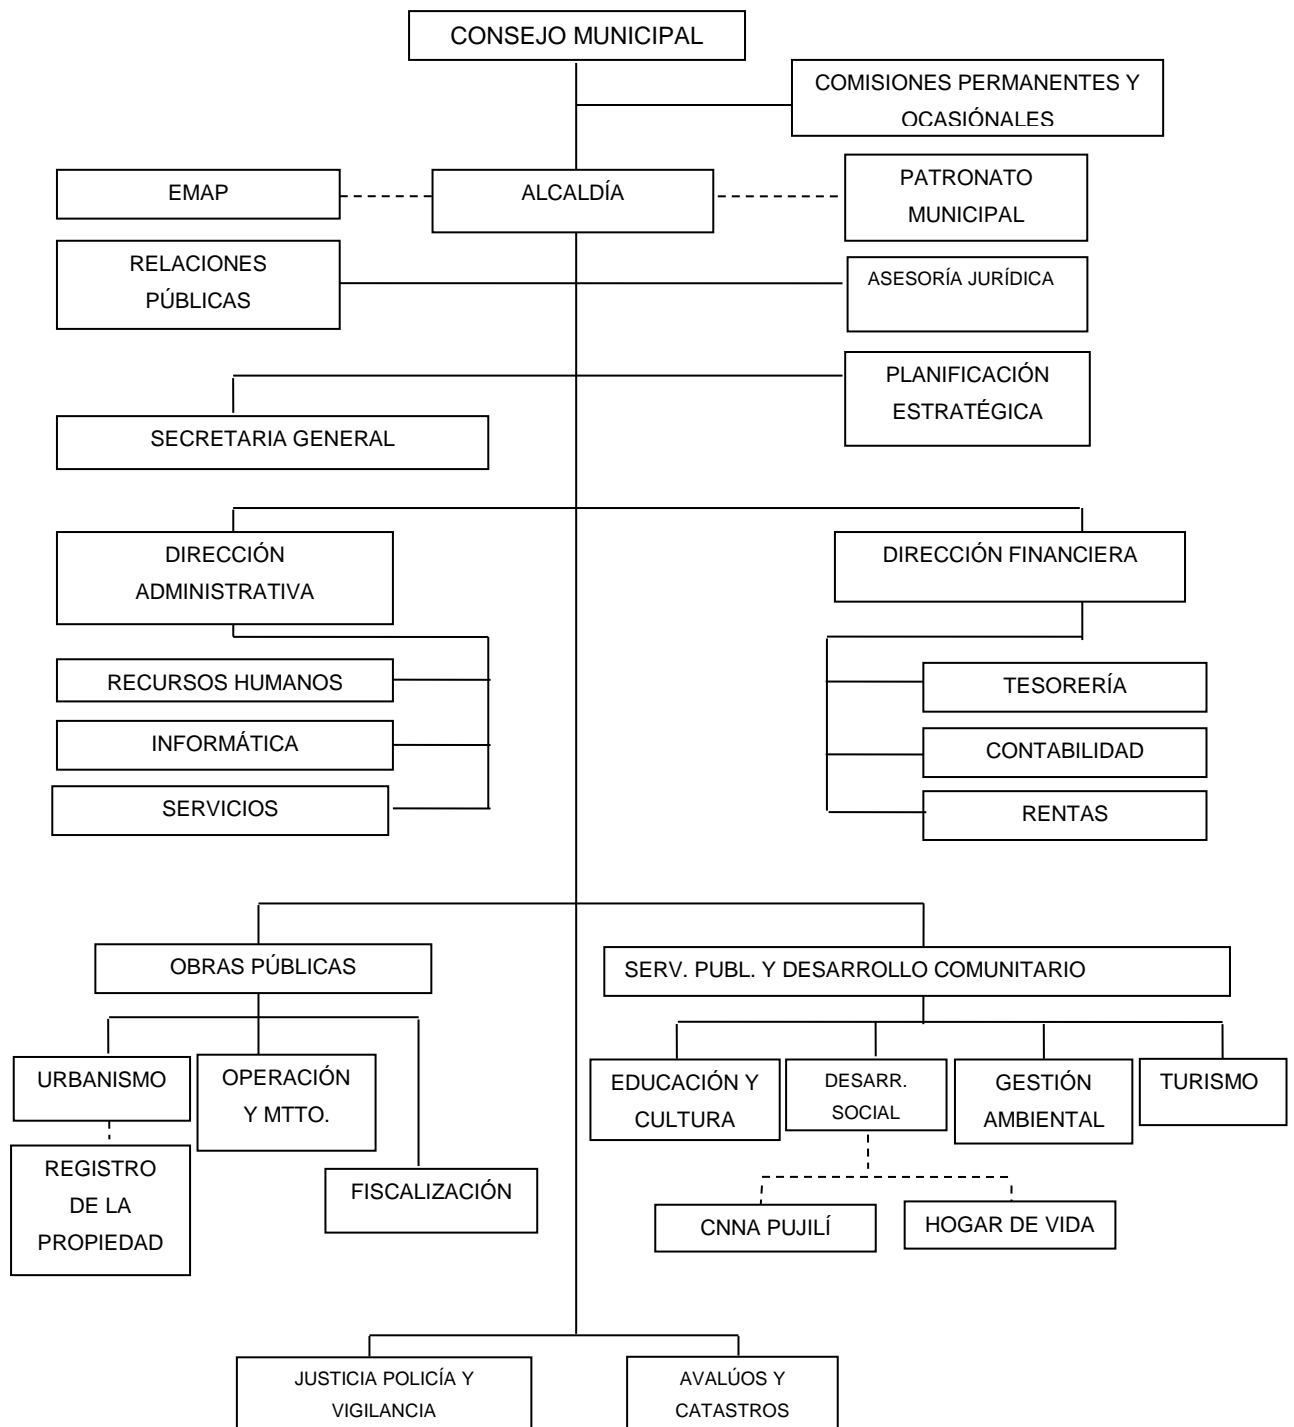 CONSEJO MUNICIPAL
COMISIONES PERMANENTES Y
OCASIÓNALES
EMAP
ALCALDÍA
PATRONATO
MUNICIPAL
RELACIONES
PÚBLICAS
ASESORÍA JURÍDICA
PLANIFICACIÓN
ESTRATÉGICA
SECRETARIA GENERAL
DIRECCIÓN
ADMINISTRATIVA
DIRECCIÓN FINANCIERA
RECURSOS HUMANOS
INFORMÁTICA
SERVICIOS
TESORERÍA
CONTABILIDAD
RENTAS
OBRAS PÚBLICAS
SERV. PUBL. Y DESARROLLO COMUNITARIO
URBANISMO
OPERACIÓN
Y MTTO.
EDUCACIÓN Y
CULTURA
DESARR.
SOCIAL
GESTIÓN
AMBIENTAL
TURISMO
REGISTRO
DE LA
PROPIEDAD
FISCALIZACIÓN
CNNA PUJILÍ
HOGAR DE VIDA
JUSTICIA POLICÍA Y
VIGILANCIA
AVALÚOS Y
CATASTROS